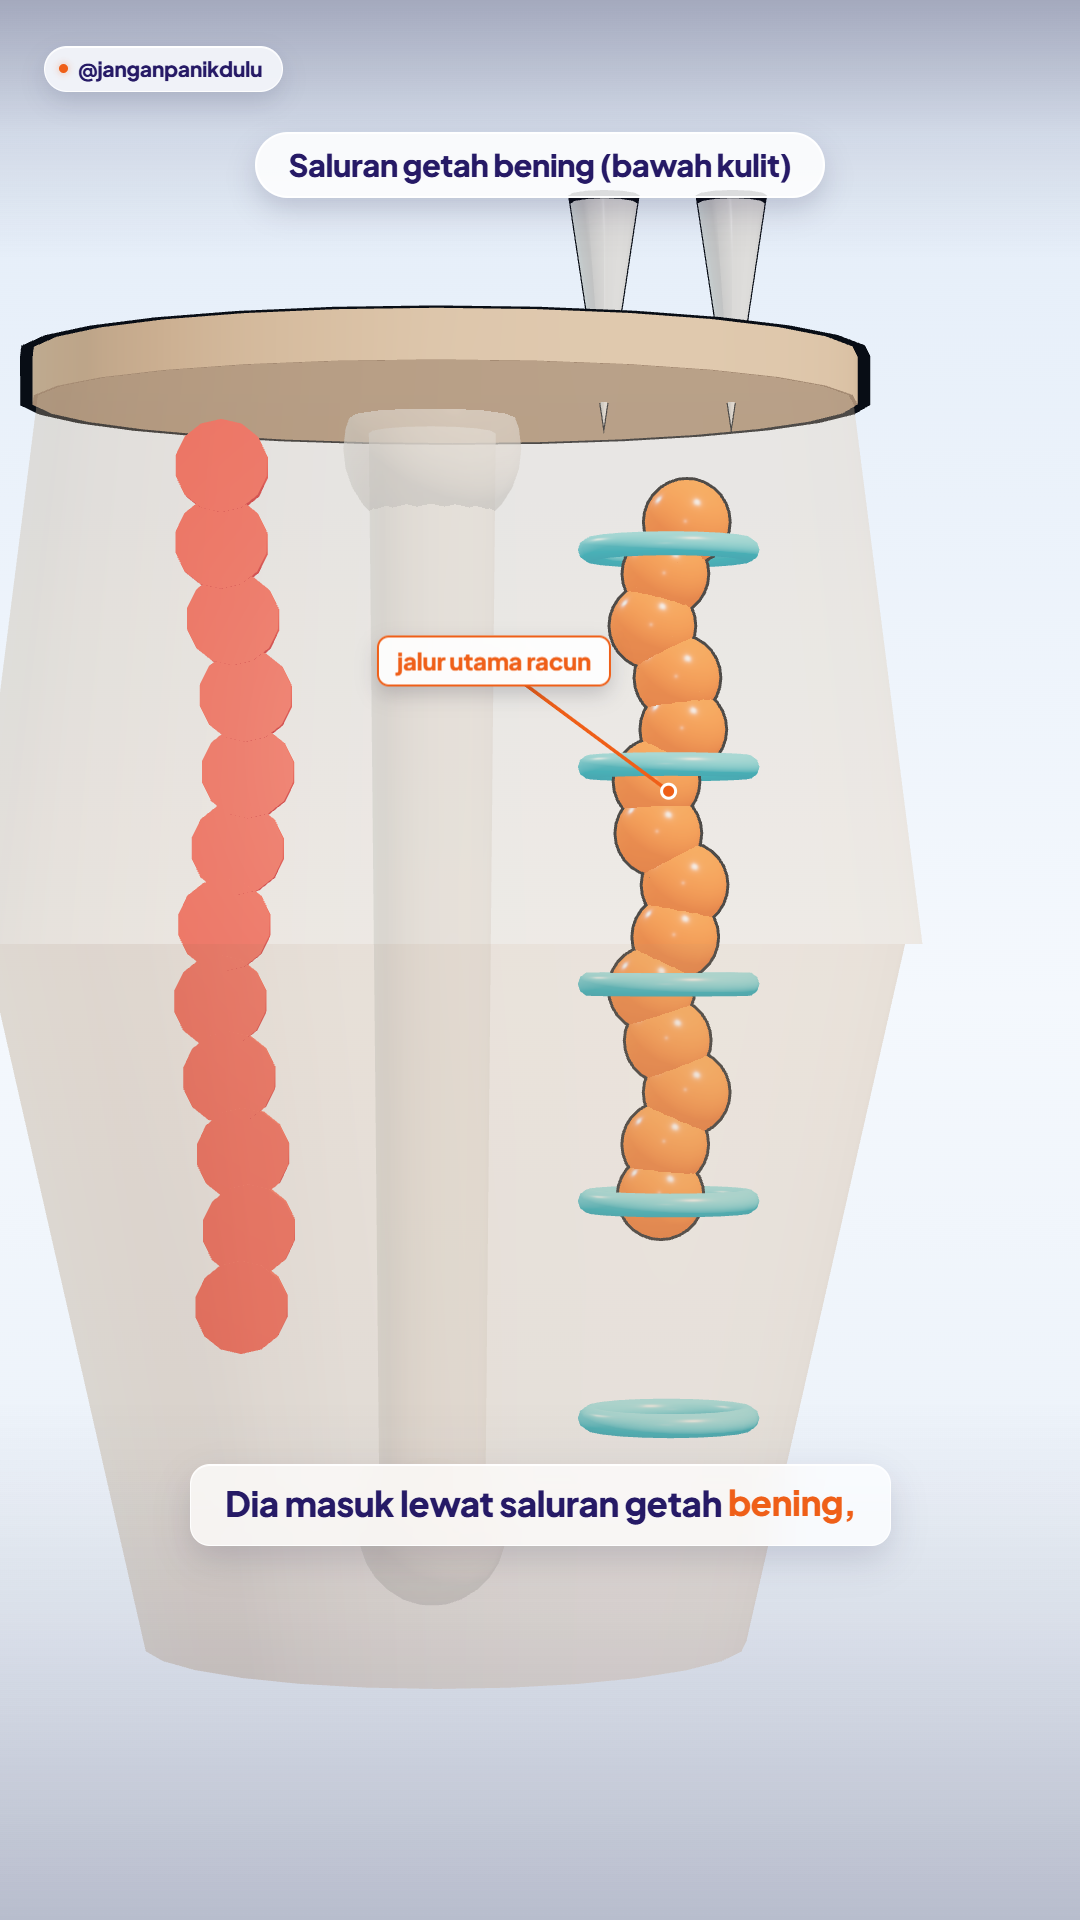 @janganpanikdulu
Saluran getah bening (bawah kulit)
jalur utama racun
Dia masuk lewat saluran getah bening,